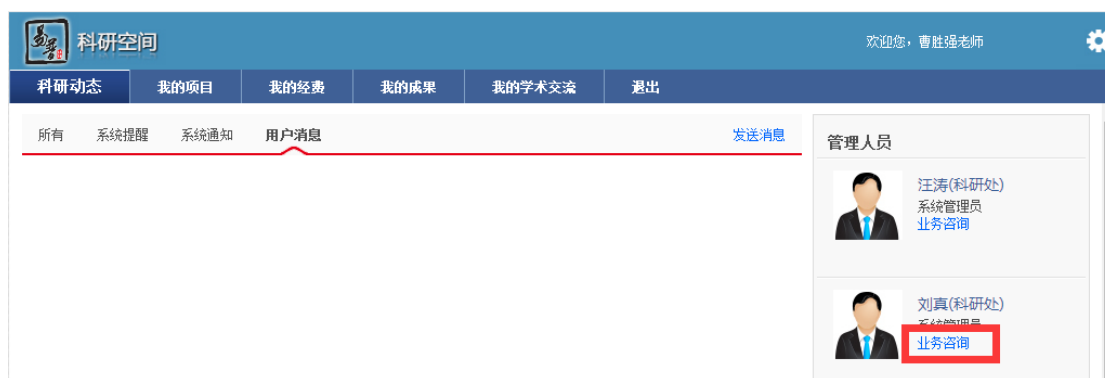 易普 科研空间
欢迎您，曹胜强老师
科研动态 我的项目 我的经费 我的成果 我的学术交流 退出
所有 系统提醒 系统通知 用户消息 发送消息
管理人员
汪涛(科研处)
系统管理员
业务咨询
刘真(科研处)
系统管理员
业务咨询